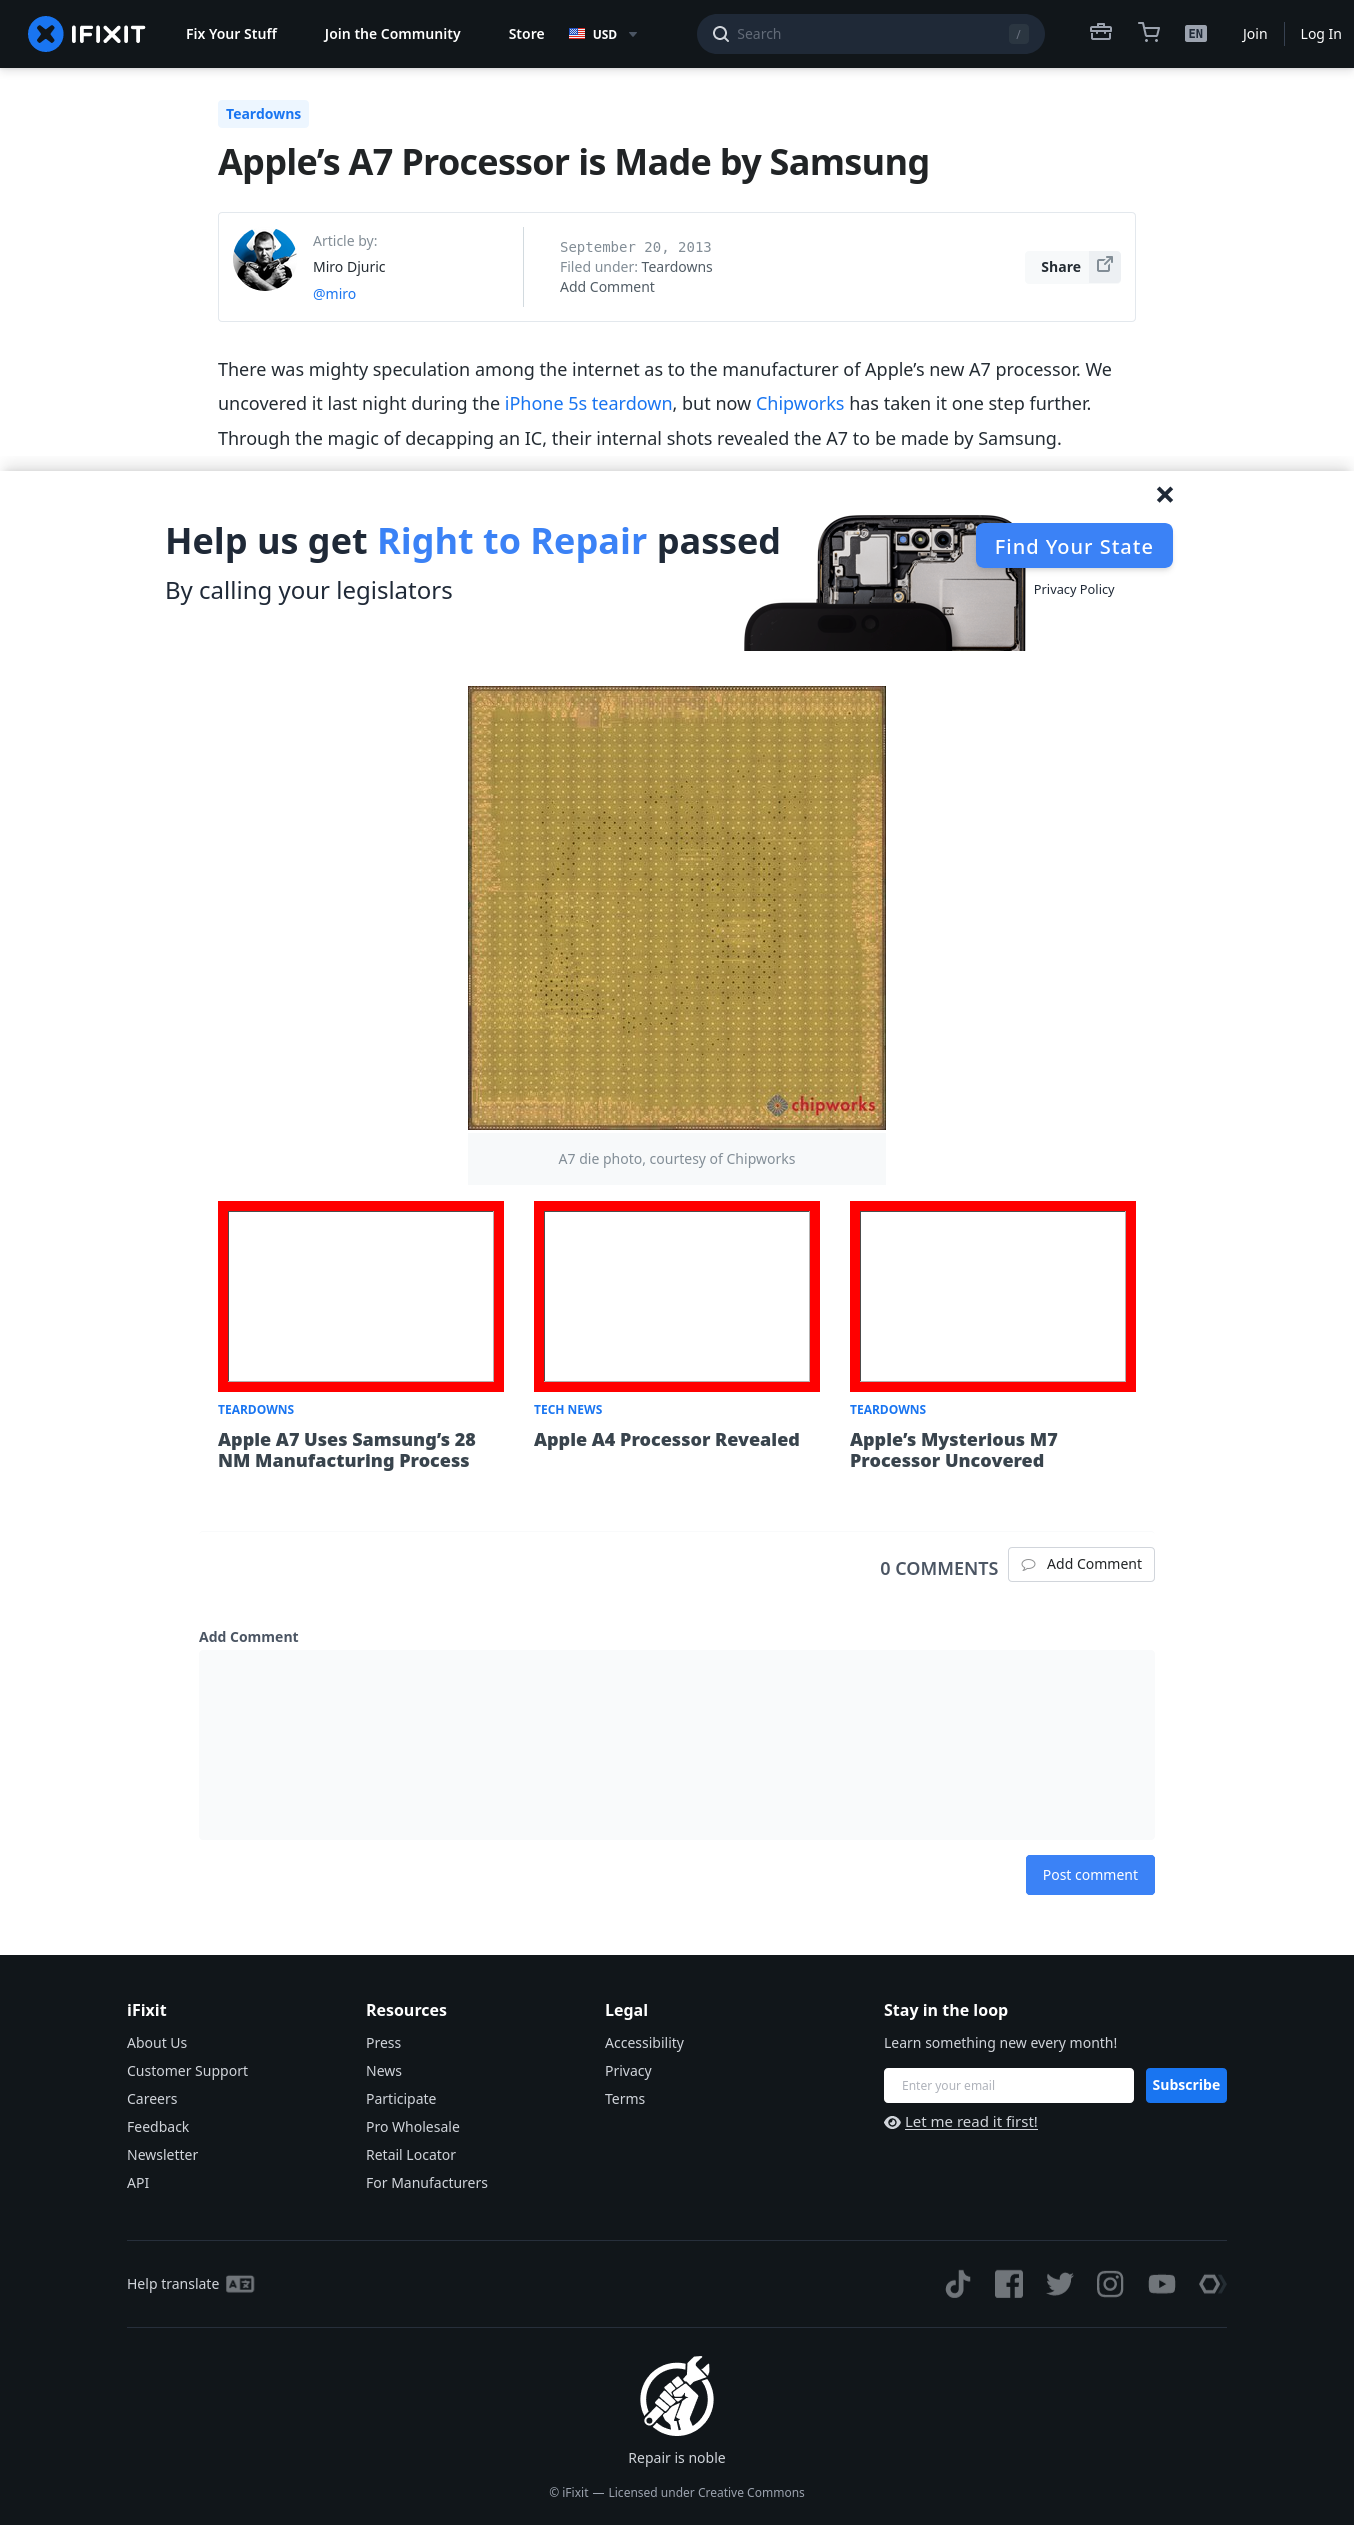 IFIXIT
Fix Your Stuff
Join the Community
Store
USD
Search
/
EN
Join
Log In
Teardowns
Apple’s A7 Processor is Made by Samsung
Article by:
Miro Djuric
@miro
September 20, 2013
Filed under: Teardowns
Add Comment
Share
There was mighty speculation among the internet as to the manufacturer of Apple’s new A7 processor. We
uncovered it last night during the iPhone 5s teardown, but now Chipworks has taken it one step further.
Through the magic of decapping an IC, their internal shots revealed the A7 to be made by Samsung.
Help us get Right to Repair passed
By calling your legislators
Find Your State
Privacy Policy
chipworks
A7 die photo, courtesy of Chipworks
TEARDOWNS
Apple A7 Uses Samsung’s 28
NM Manufacturing Process
TECH NEWS
Apple A4 Processor Revealed
TEARDOWNS
Apple’s Mysterious M7
Processor Uncovered
0 COMMENTS
Add Comment
Add Comment
Post comment
iFixit
About Us
Customer Support
Careers
Feedback
Newsletter
API
Resources
Press
News
Participate
Pro Wholesale
Retail Locator
For Manufacturers
Legal
Accessibility
Privacy
Terms
Stay in the loop
Learn something new every month!
Enter your email
Subscribe
Let me read it first!
Help translate
Repair is noble
© iFixit — Licensed under Creative Commons